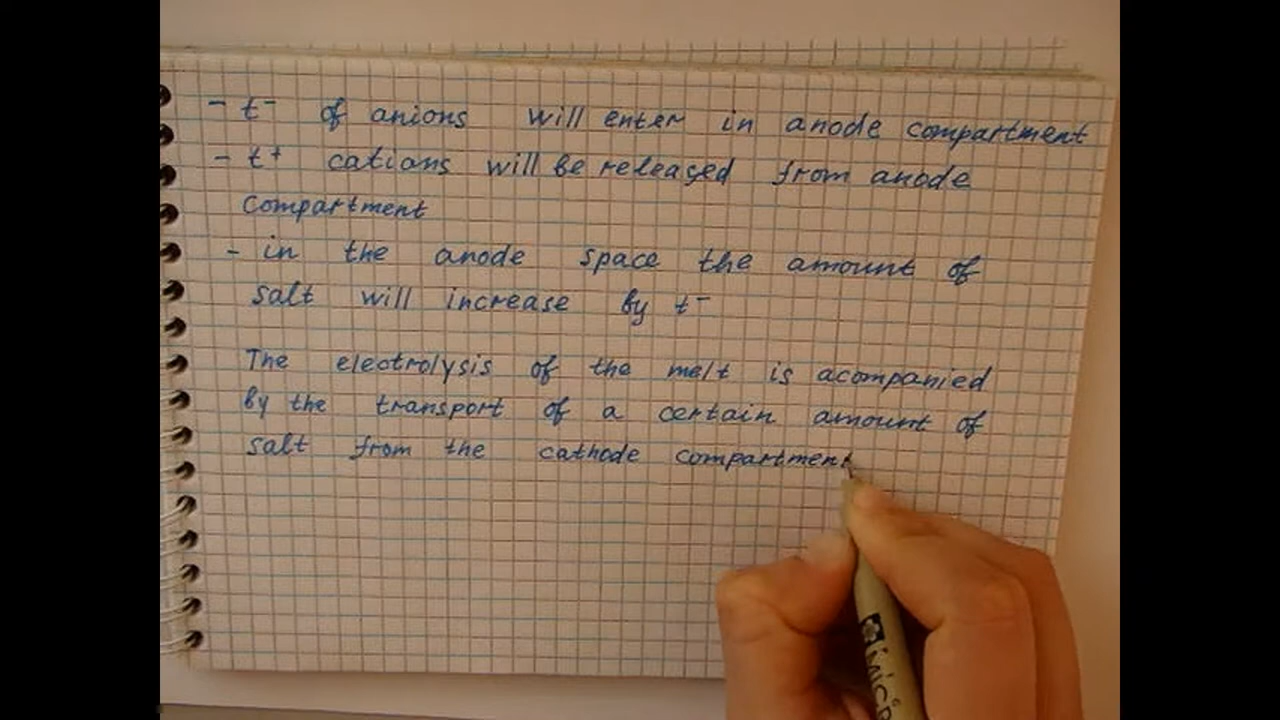 - t⁻ of anions will enter in anode compartment
- t⁺ cations will be released from anode
compartment
- in the anode space the amount of
salt will increase by t⁻
The electrolysis of the melt is acompanied
by the transport of a certain amount of
salt from the cathode compartment
MICR